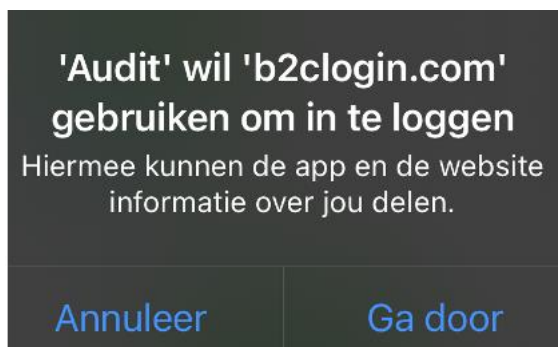 'Audit' wil 'b2clogin.com'
gebruiken om in te loggen
Hiermee kunnen de app en de website
informatie over jou delen.
Annuleer
Ga door